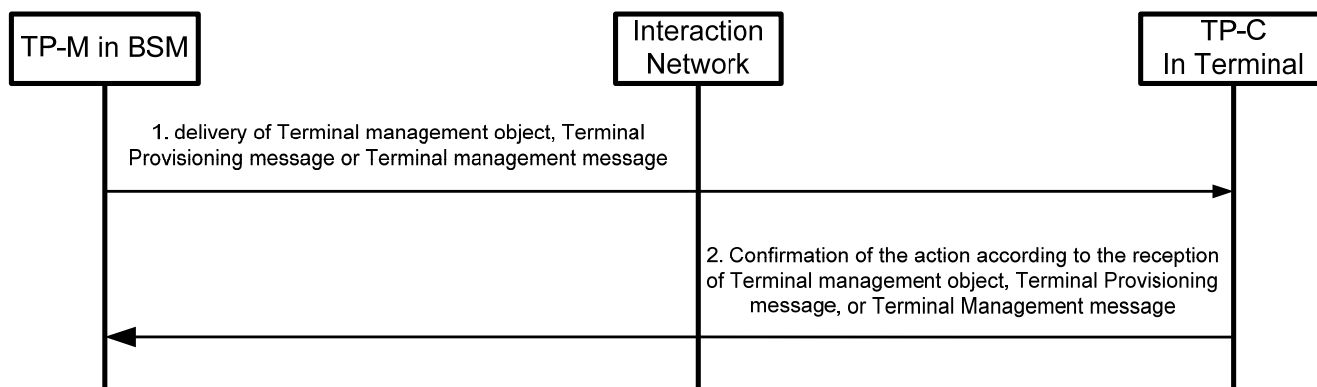 TP-M in BSM
Interaction
Network
TP-C
In Terminal
1. delivery of Terminal management object, Terminal
Provisioning message or Terminal management message
2. Confirmation of the action according to the reception
of Terminal management object, Terminal Provisioning
message, or Terminal Management message